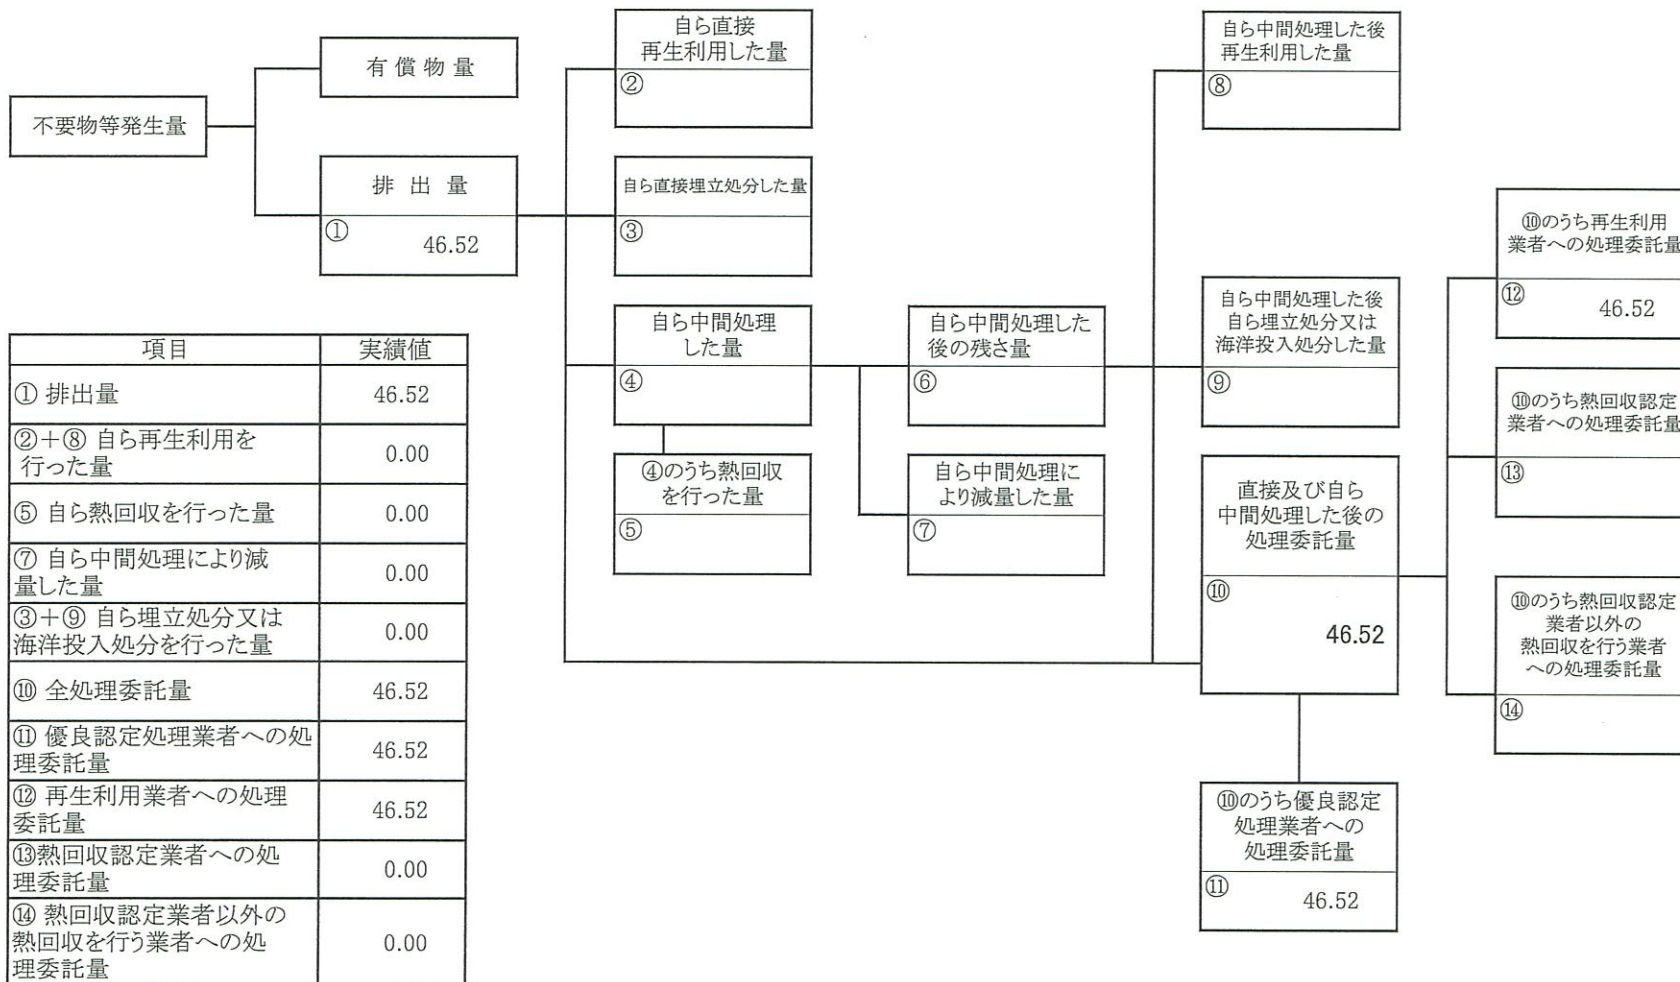 不要物等発生量
有償物量
排出量
①
46.52
自ら直接
再生利用した量
②
自ら直接埋立処分した量
③
自ら中間処理
した量
④
④のうち熱回収
を行った量
⑤
自ら中間処理した
後の残さ量
⑥
自ら中間処理に
より減量した量
⑦
自ら中間処理した後
再生利用した量
⑧
自ら中間処理した後
自ら埋立処分又は
海洋投入処分した量
⑨
直接及び自ら
中間処理した後の
処理委託量
⑩
46.52
⑩のうち優良認定
処理業者への
処理委託量
⑪
46.52
⑩のうち再生利用
業者への処理委託量
⑫
46.52
⑩のうち熱回収認定
業者への処理委託量
⑬
⑩のうち熱回収認定
業者以外の
熱回収を行う業者
への処理委託量
⑭
項目 実績値
① 排出量 46.52
②+⑧ 自ら再生利用を
行った量 0.00
⑤ 自ら熱回収を行った量 0.00
⑦ 自ら中間処理により減
量した量 0.00
③+⑨ 自ら埋立処分又は
海洋投入処分を行った量 0.00
⑩ 全処理委託量 46.52
⑪ 優良認定処理業者への処
理委託量 46.52
⑫ 再生利用業者への処理
委託量 46.52
⑬熱回収認定業者への処
理委託量 0.00
⑭ 熱回収認定業者以外の
熱回収を行う業者への処
理委託量 0.00